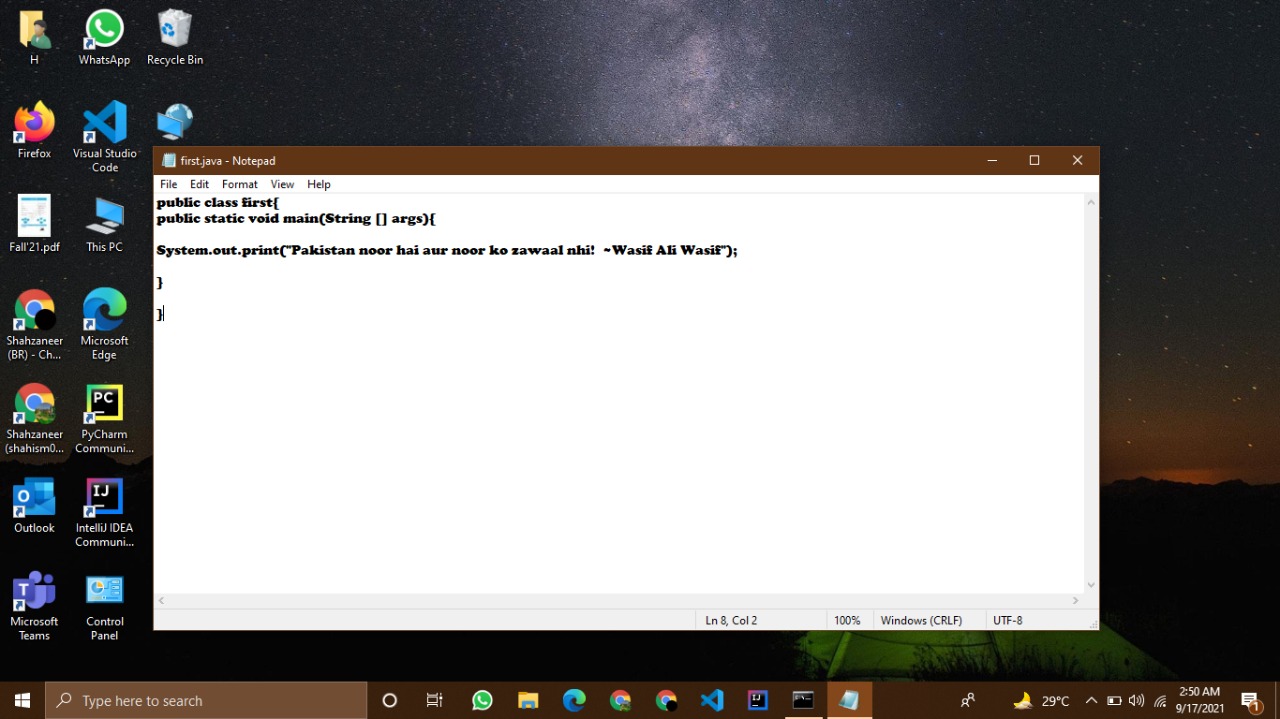 H
WhatsApp
Recycle Bin
Firefox
Visual Studio
Code
Fall'21.pdf
This PC
Shahzaneer
(BR) - Ch...
Microsoft
Edge
Shahzaneer
(shahism0...
PC
PyCharm
Communi...
Outlook
IJ
IntelliJ IDEA
Communi...
Microsoft
Teams
Control
Panel
first.java - Notepad
File Edit Format View Help
public class first{
public static void main(String [] args){
System.out.print("Pakistan noor hai aur noor ko zawaal nhi!  ~Wasif Ali Wasif");
}
}
Ln 8, Col 2 100% Windows (CRLF) UTF-8
Type here to search
29°C
2:50 AM
9/17/2021
1